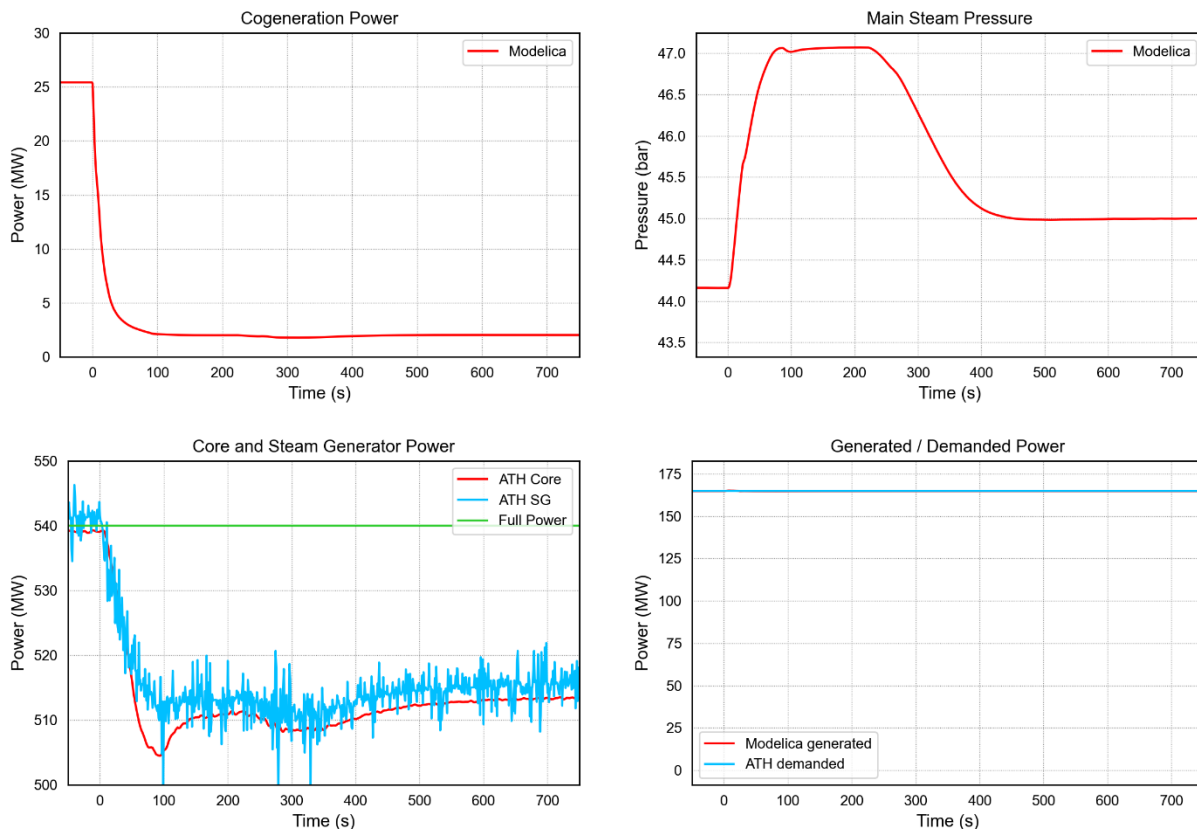 Cogeneration Power
Modelica
30
25
20
15
10
5
0
Power (MW)
0 100 200 300 400 500 600 700
Time (s)
Main Steam Pressure
Modelica
47.0
46.5
46.0
45.5
45.0
44.5
44.0
43.5
Pressure (bar)
0 100 200 300 400 500 600 700
Time (s)
Core and Steam Generator Power
ATH Core
ATH SG
Full Power
550
540
530
520
510
500
Power (MW)
0 100 200 300 400 500 600 700
Time (s)
Generated / Demanded Power
175
150
125
100
75
50
25
0
Power (MW)
Modelica generated
ATH demanded
0 100 200 300 400 500 600 700
Time (s)